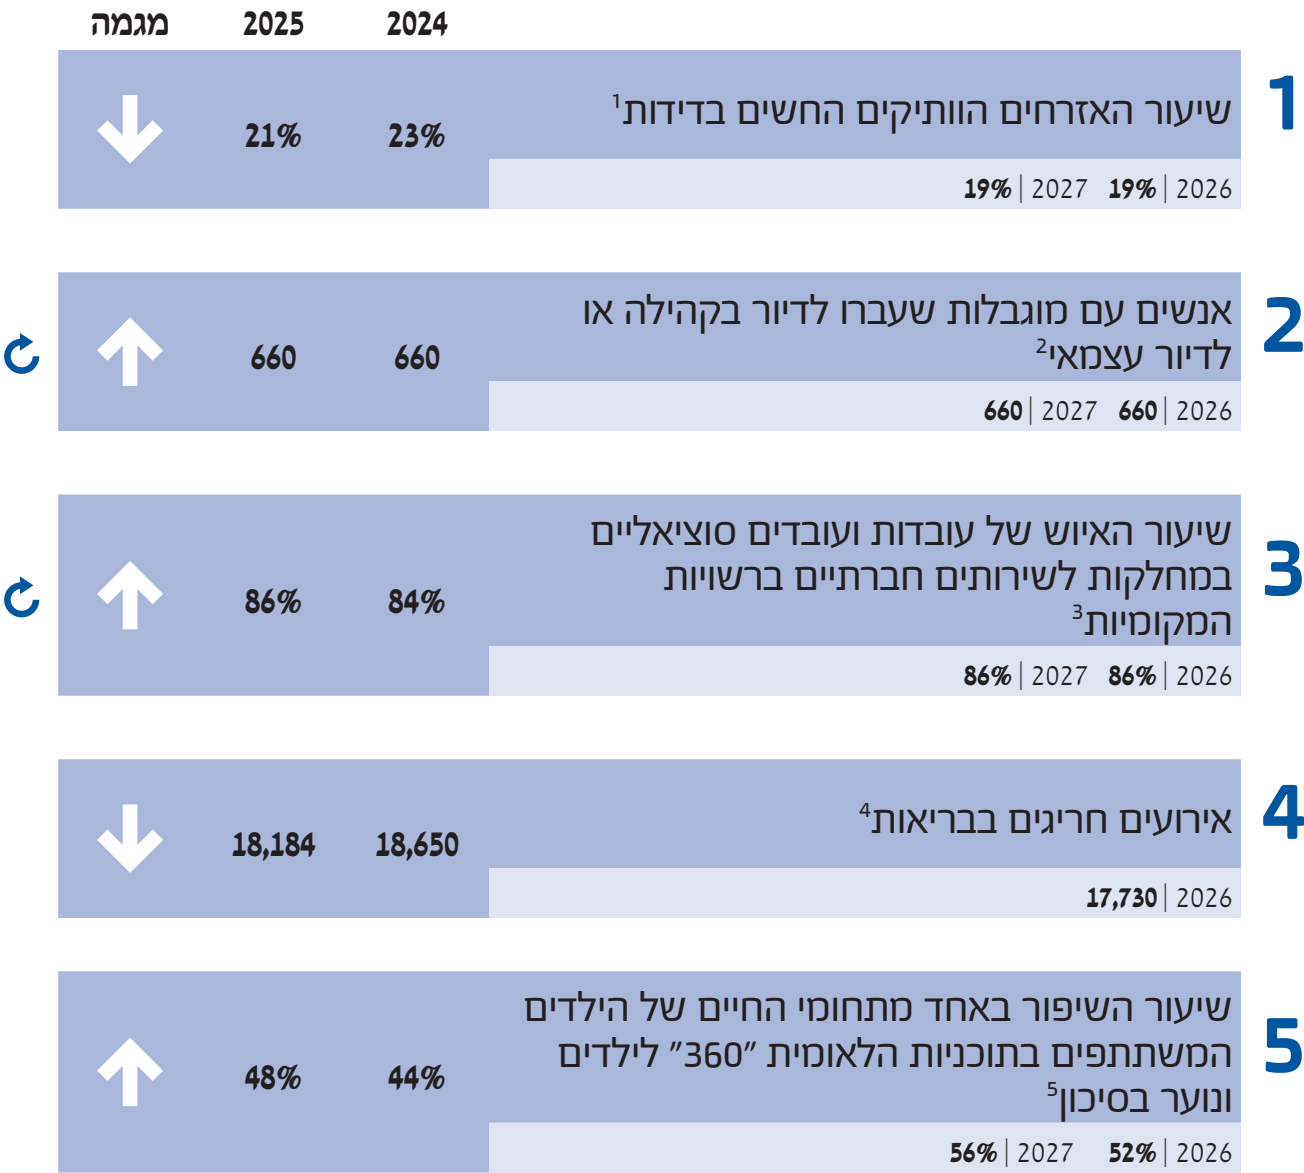 2024 2025 מגמה
1
שיעור האזרחים הוותיקים החשים בדידות¹
23% 21%
2026 | 19% 2027 | 19%
2
אנשים עם מוגבלות שעברו לדיור בקהילה או
לדיור עצמאי²
660 660
2026 | 660 2027 | 660
3
שיעור האיוש של עובדות ועובדים סוציאליים
במחלקות לשירותים חברתיים ברשויות
המקומיות³
84% 86%
2026 | 86% 2027 | 86%
4
אירועים חריגים בבריאות⁴
18,650 18,184
2026 | 17,730
5
שיעור השיפור באחד מתחומי החיים של הילדים
המשתתפים בתוכניות הלאומית "360" לילדים
ונוער בסיכון⁵
44% 48%
2026 | 52% 2027 | 56%